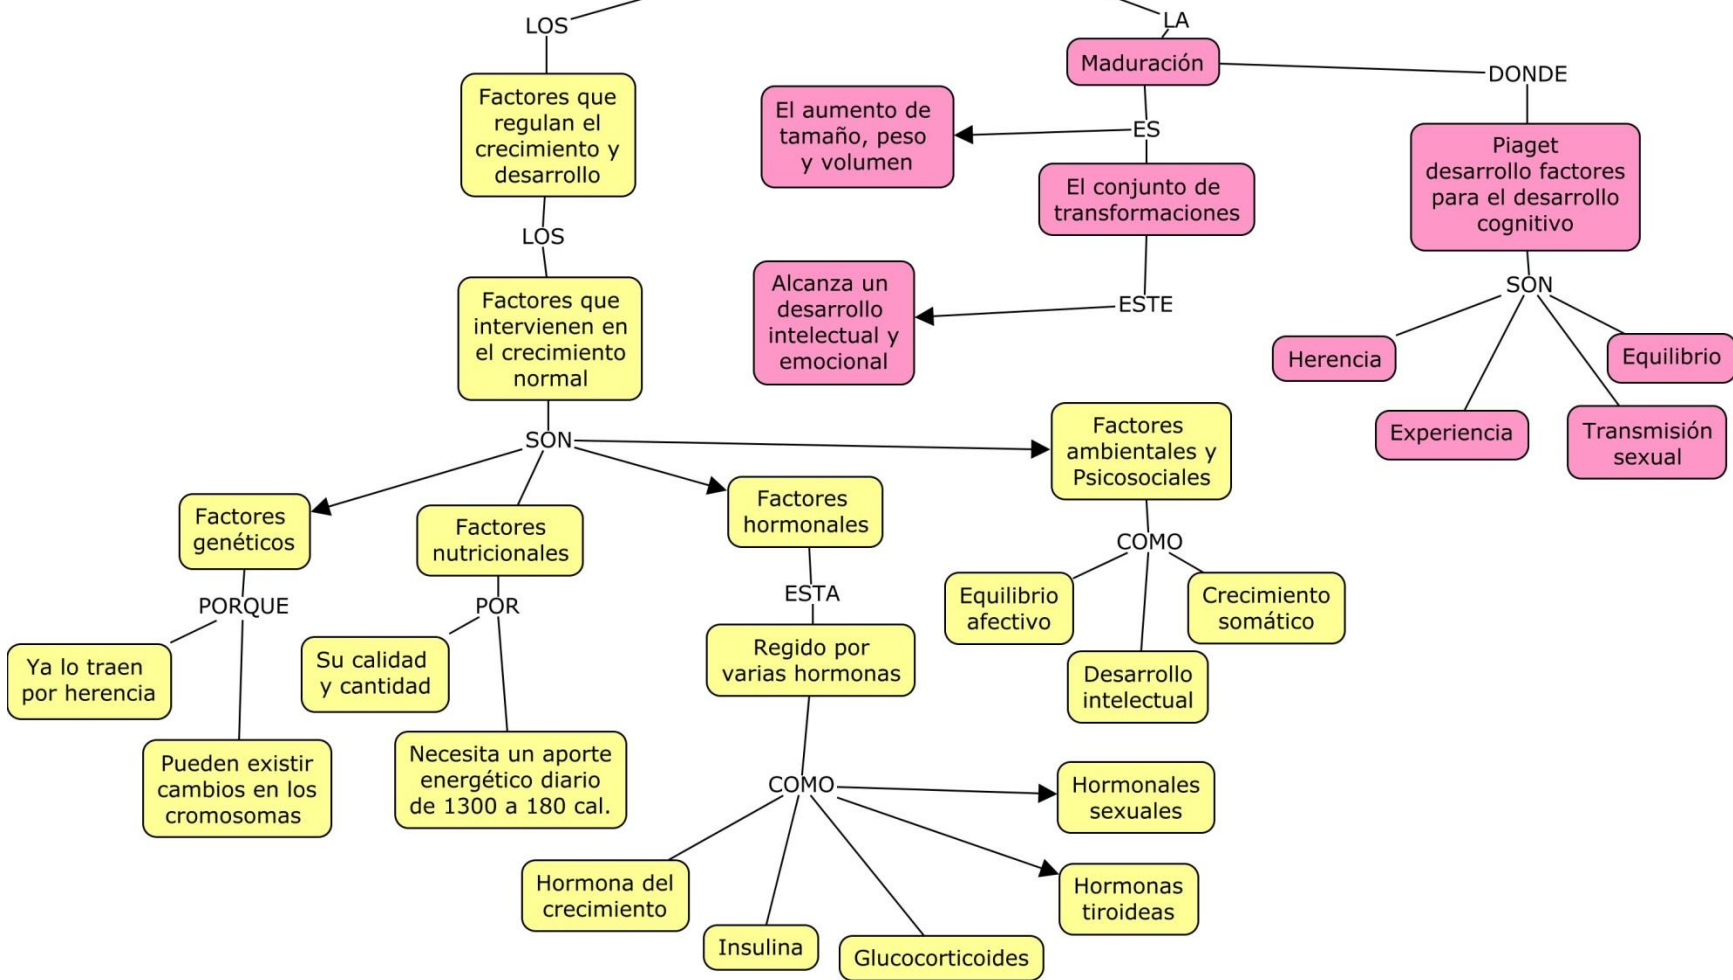 LOS
LA
Maduración
DONDE
Factores que
regulan el
crecimiento y
desarrollo
El aumento de
tamaño, peso
y volumen
ES
Piaget
desarrollo factores
para el desarrollo
cognitivo
El conjunto de
transformaciones
LOS
Factores que
intervienen en
el crecimiento
normal
Alcanza un
desarrollo
intelectual y
emocional
ESTE
SON
Herencia
Equilibrio
Experiencia
Transmisión
sexual
SON
Factores
ambientales y
Psicosociales
Factores
genéticos
Factores
nutricionales
Factores
hormonales
COMO
PORQUE
POR
ESTA
Equilibrio
afectivo
Crecimiento
somático
Ya lo traen
por herencia
Su calidad
y cantidad
Regido por
varias hormonas
Desarrollo
intelectual
Pueden existir
cambios en los
cromosomas
Necesita un aporte
energético diario
de 1300 a 180 cal.
COMO
Hormonales
sexuales
Hormona del
crecimiento
Hormonas
tiroideas
Insulina
Glucocorticoides